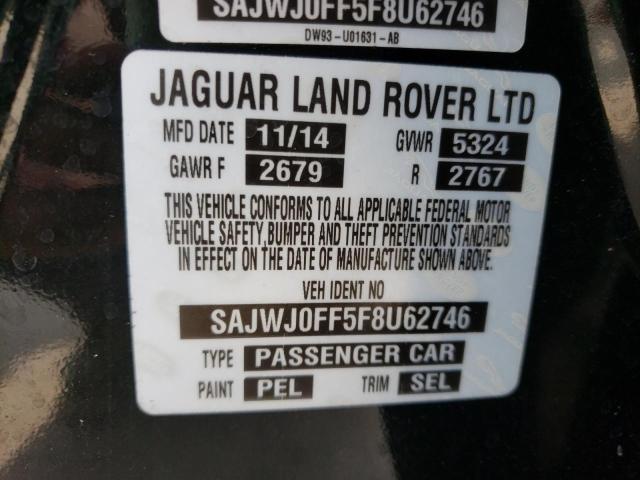 SAJWJ0FF5F8U62746
DW93-U01631-AB
JAGUAR LAND ROVER LTD
MFD DATE 11/14 GVWR 5324
GAWR F 2679 R 2767
THIS VEHICLE CONFORMS TO ALL APPLICABLE FEDERAL MOTOR
VEHICLE SAFETY,BUMPER AND THEFT PREVENTION STANDARDS
IN EFFECT ON THE DATE OF MANUFACTURE SHOWN ABOVE.
VEH IDENT NO
SAJWJ0FF5F8U62746
TYPE PASSENGER CAR
PAINT PEL TRIM SEL